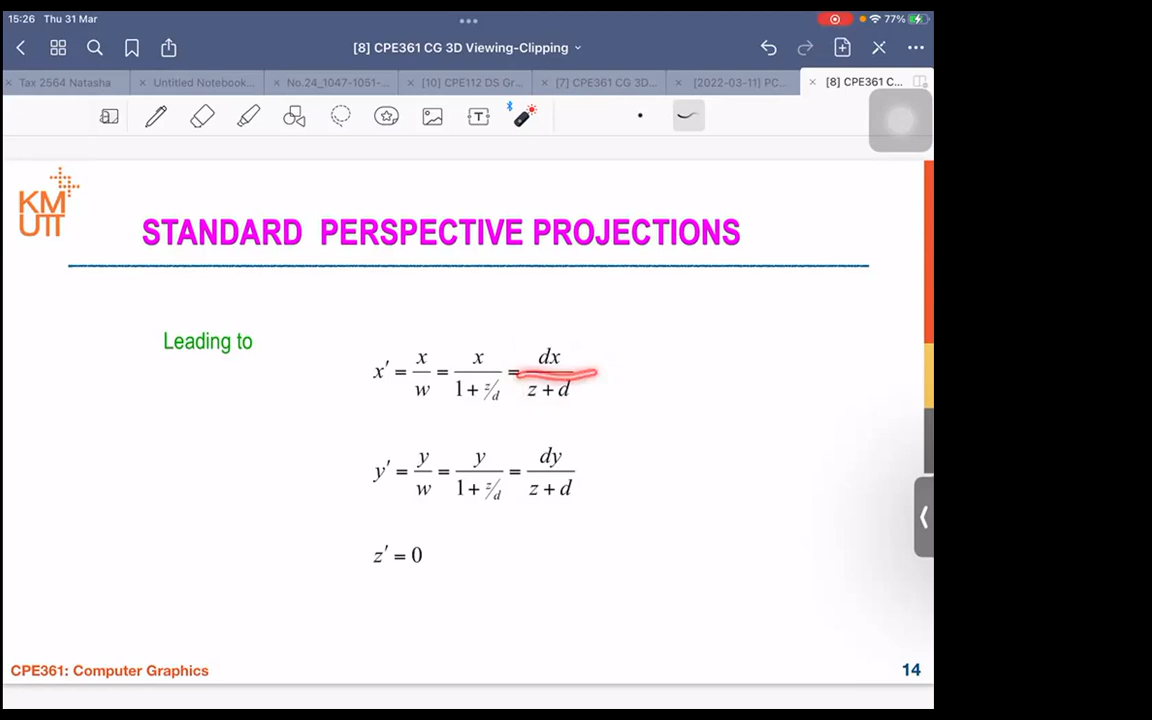 15:26 Thu 31 Mar
77%
[8] CPE361 CG 3D Viewing-Clipping
Tax 2564 Natasha
Untitled Notebook...
No.24_1047-1051-...
[10] CPE112 DS Gr...
[7] CPE361 CG 3D...
[2022-03-11] PC...
[8] CPE361 C...
T
KM
UTT
STANDARD PERSPECTIVE PROJECTIONS
Leading to
x' = x/w = x/(1 + z/d) = dx/(z + d)
y' = y/w = y/(1 + z/d) = dy/(z + d)
z' = 0
CPE361: Computer Graphics
14